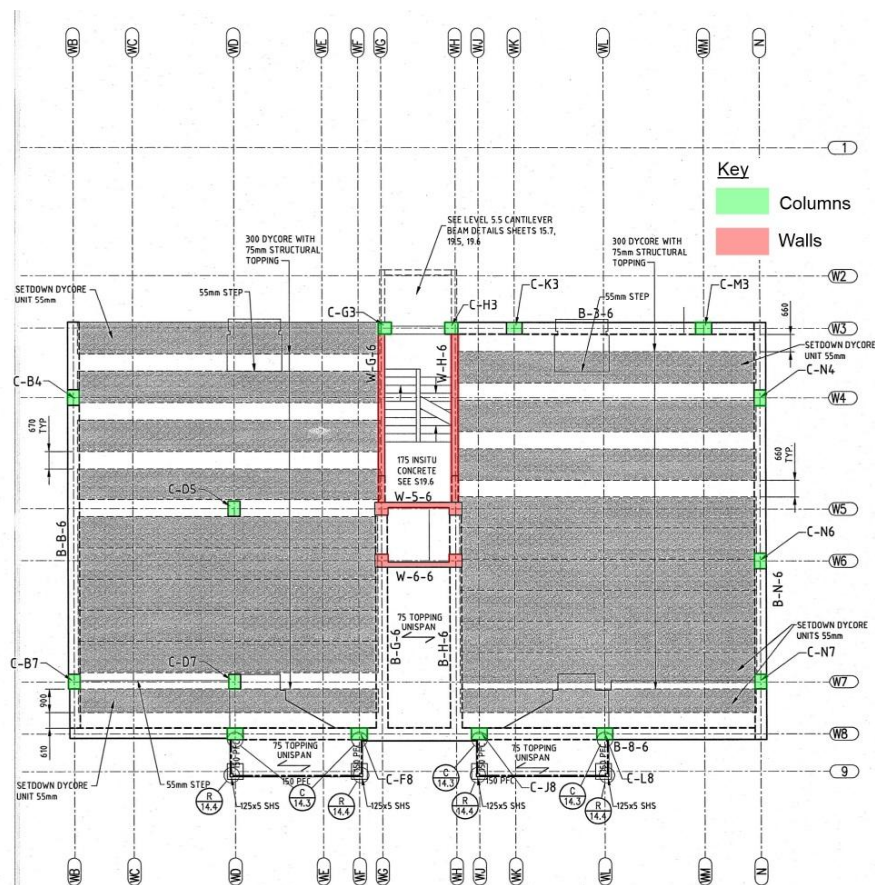 WB
WC
WD
WE
WF
WG
WH
WJ
WK
WL
WM
N
1
Key
Columns
Walls
SEE LEVEL 5.5 CANTILEVER
BEAM DETAILS SHEETS 15.7,
19.5, 19.6
300 DYCORE WITH
75mm STRUCTURAL
TOPPING
300 DYCORE WITH
75mm STRUCTURAL
TOPPING
W2
SETDOWN DYCORE
UNIT 55mm
55mm STEP
C-G3
C-H3
C-K3
55mm STEP
B-3-6
C-M3
660
W3
SETDOWN DYCORE
UNIT 55mm
W-G-6
W-H-6
C-B4
C-N4
W4
670
TYP
660
TYP.
175 INSITU
CONCRETE
SEE S19.6
C-D5
W-5-6
W5
B-B-6
C-N6
W6
W-6-6
B-N-6
75 TOPPING
UNISPAN
B-G-6
B-H-6
SETDOWN DYCORE
UNITS 55mm
C-B7
C-D7
C-N7
W7
900
610
W8
75 TOPPING
UNISPAN
75 TOPPING
UNISPAN
B-8-6
150 PFC
150 PFC
150 PFC
150 PFC
150 PFC
150 PFC
C-F8
C-J8
C-L8
9
SETDOWN DYCORE
UNIT 55mm
55mm STEP
R
14.4
125x5 SHS
C
14.3
R
14.4
125x5 SHS
C
14.3
R
14.4
125x5 SHS
C
14.3
R
14.4
125x5 SHS
WB
WC
WD
WE
WF
WG
WH
WJ
WK
WL
WM
N